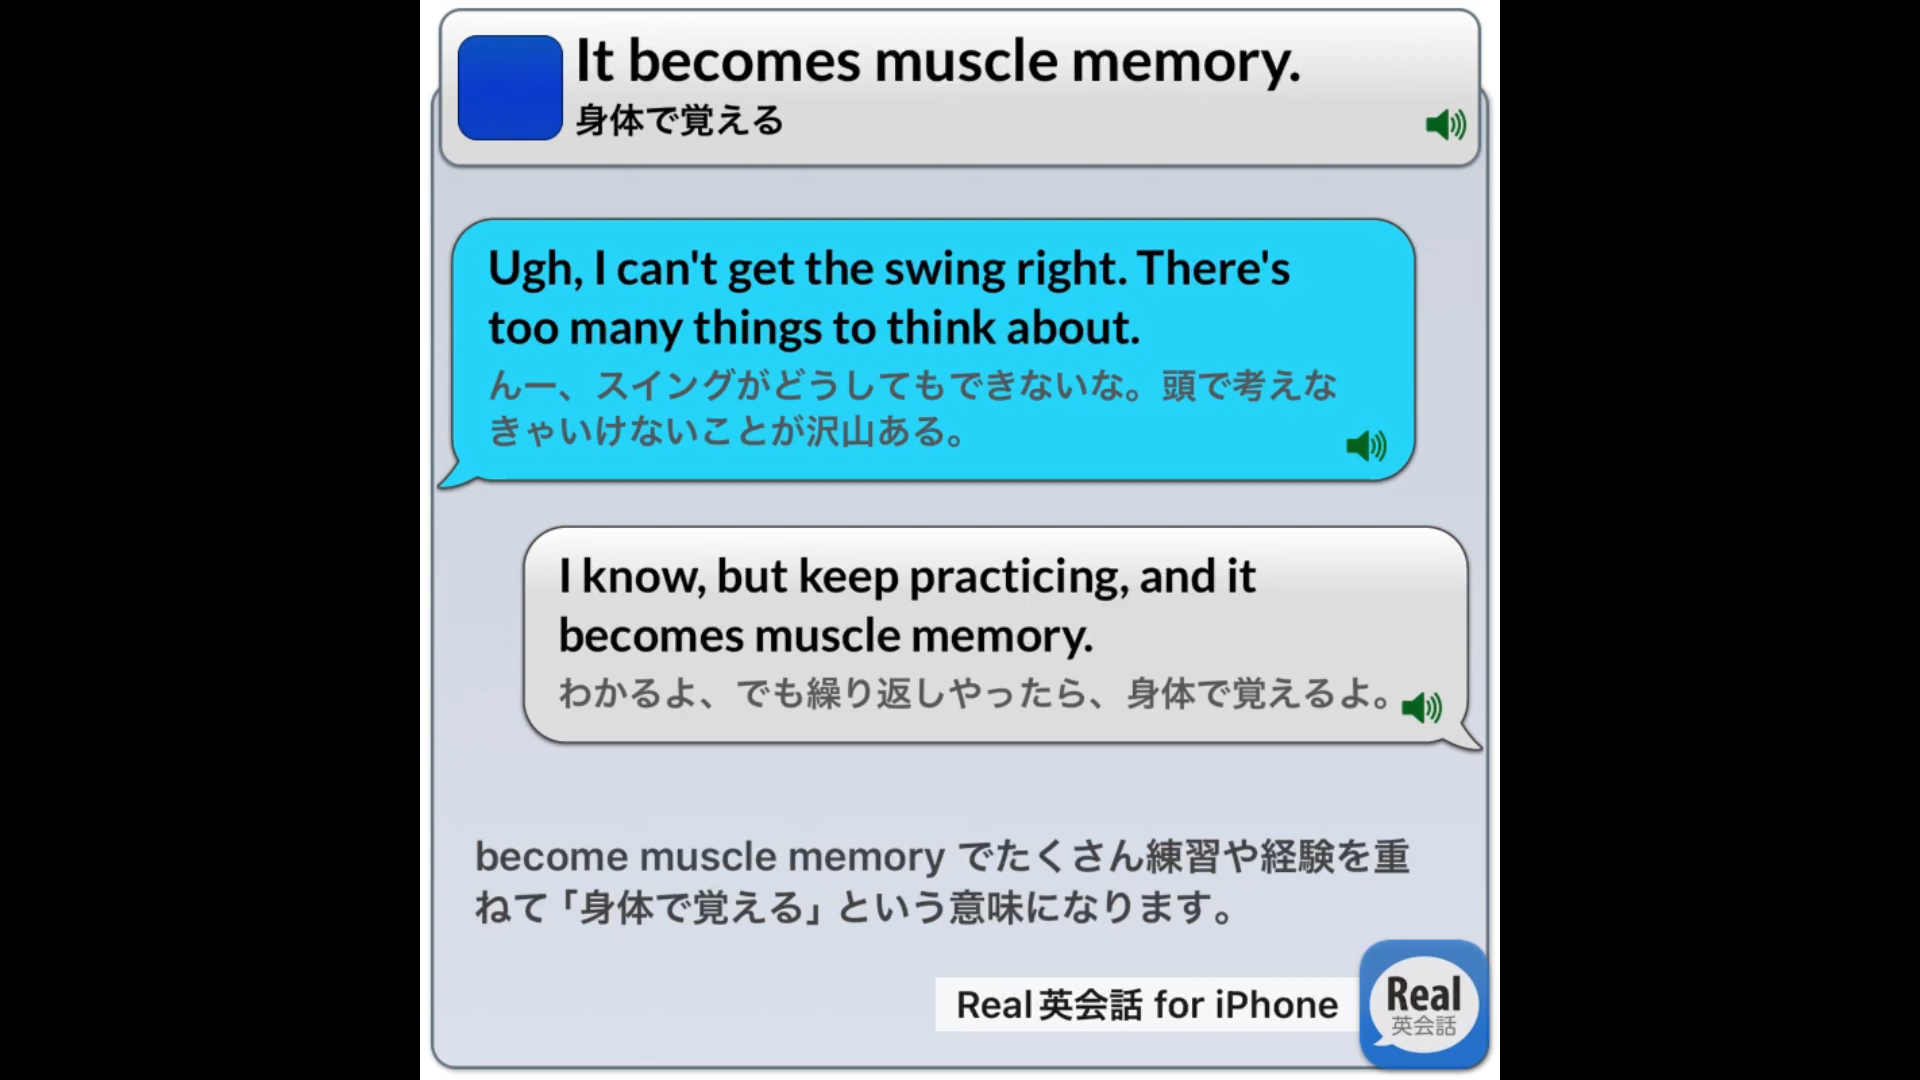 It becomes muscle memory.
身体で覚える
Ugh, I can't get the swing right. There's
too many things to think about.
んー、スイングがどうしてもできないな。頭で考えな
きゃいけないことが沢山ある。
I know, but keep practicing, and it
becomes muscle memory.
わかるよ、でも繰り返しやったら、身体で覚えるよ。
become muscle memory でたくさん練習や経験を重
ねて「身体で覚える」という意味になります。
Real英会話 for iPhone
Real
英会話